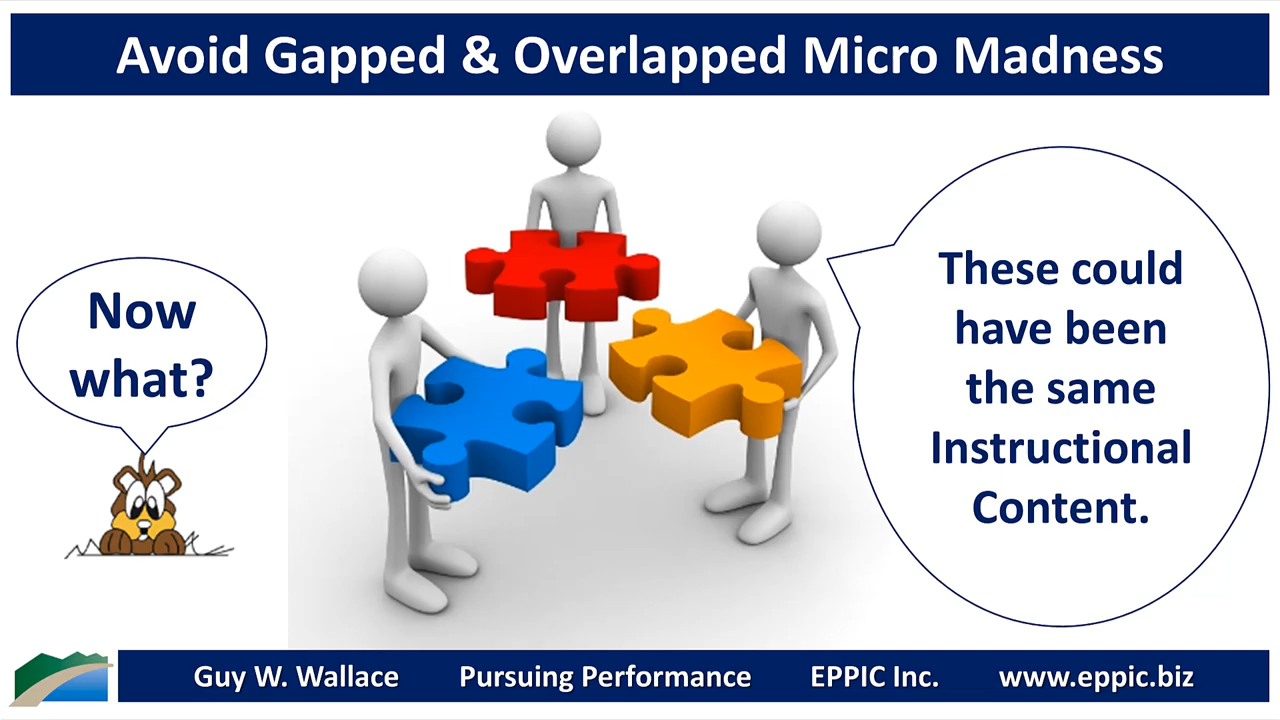 Avoid Gapped & Overlapped Micro Madness
Now
what?
These could
have been
the same
Instructional
Content.
Guy W. Wallace Pursuing Performance EPPIC Inc. www.eppic.biz